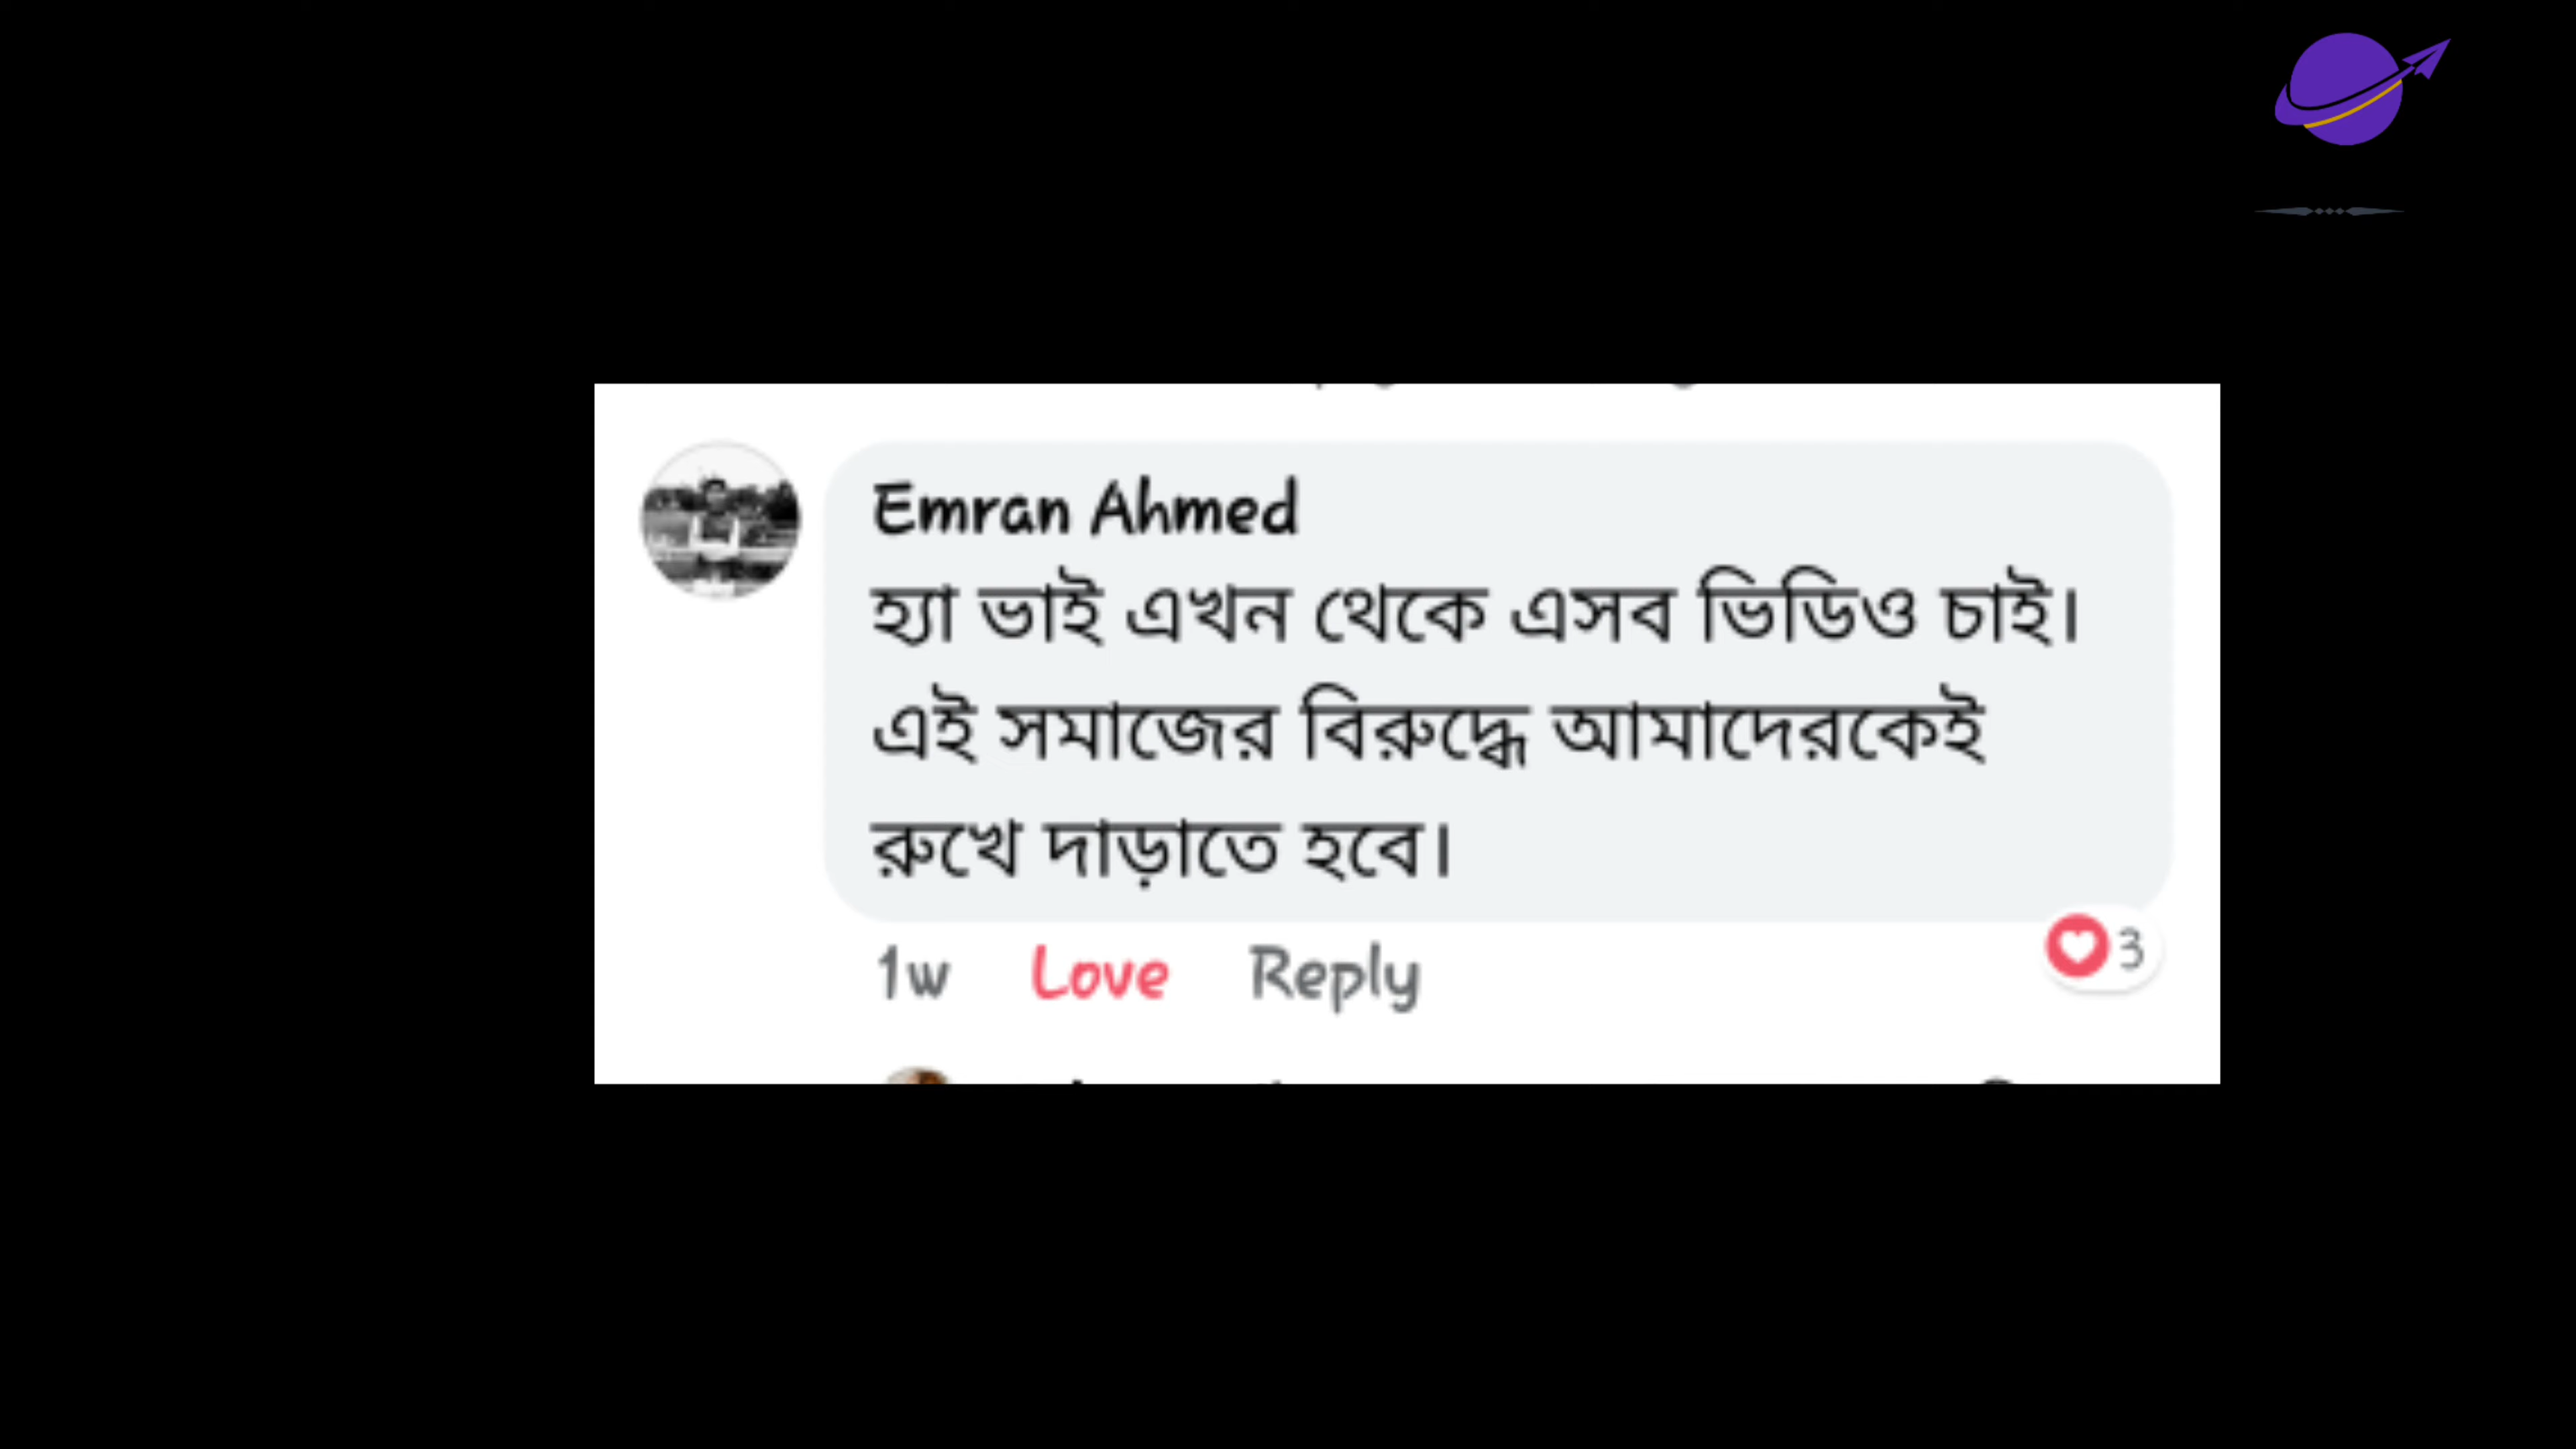 Emran Ahmed
হ্যা ভাই এখন থেকে এসব ভিডিও চাই।
এই সমাজের বিরুদ্ধে আমাদেরকেই
রুখে দাড়াতে হবে।
1w Love Reply
3